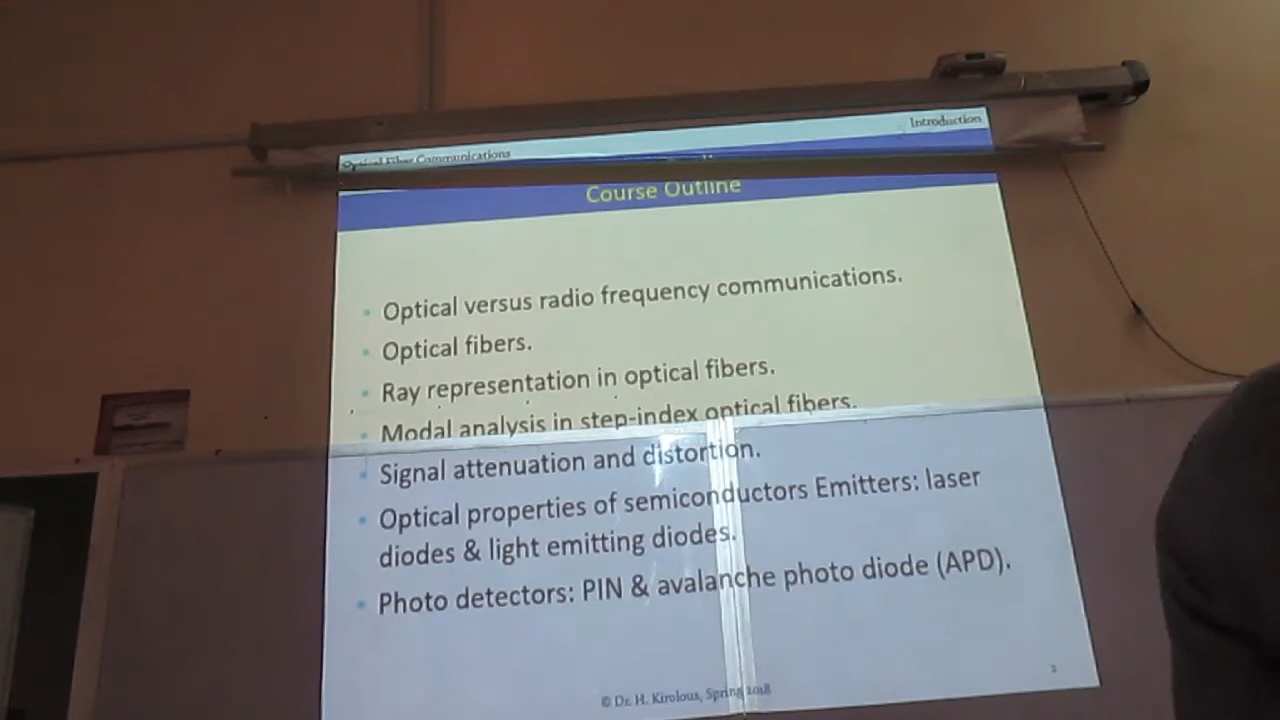 Optical Fiber Communications
Introduction
Course Outline
Optical versus radio frequency communications.
Optical fibers.
Ray representation in optical fibers.
Modal analysis in step-index optical fibers.
Signal attenuation and distortion.
Optical properties of semiconductors Emitters: laser
diodes & light emitting diodes.
Photo detectors: PIN & avalanche photo diode (APD).
© Dr. H. Kirolous, Spring 2018
2